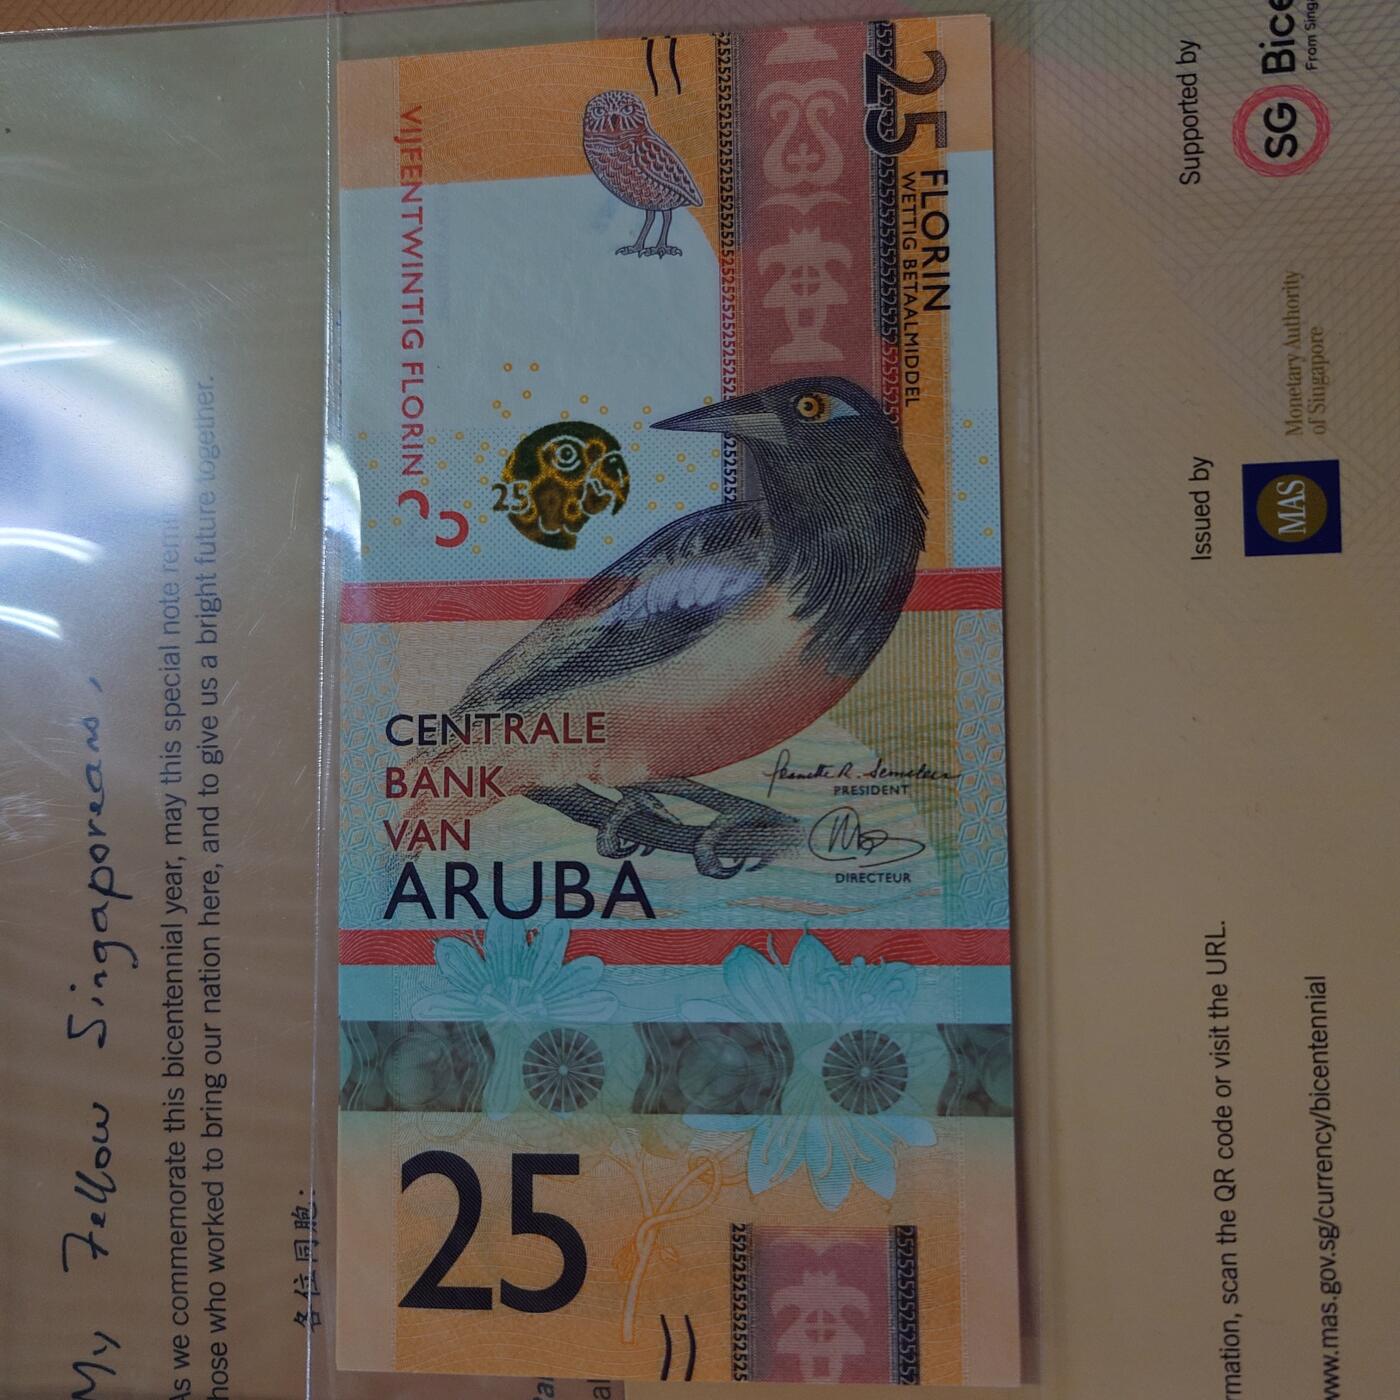 25
FLORIN
WETTIG BETAALMIDDEL
VIJFENTWINTIG FLORIN
25
CENTRALE
BANK
VAN
ARUBA
PRESIDENT
DIRECTEUR
25
My Fellow Singaporeans,
As we commemorate this bicentennial year, may this special note
those who worked to bring our nation here, and to give us a bright future together.
各位同胞:
Supported by
SG
From
Issued by
MAS
Monetary Authority
of Singapore
scan the QR code or visit the URL.
www.mas.gov.sg/currency/bicentennial